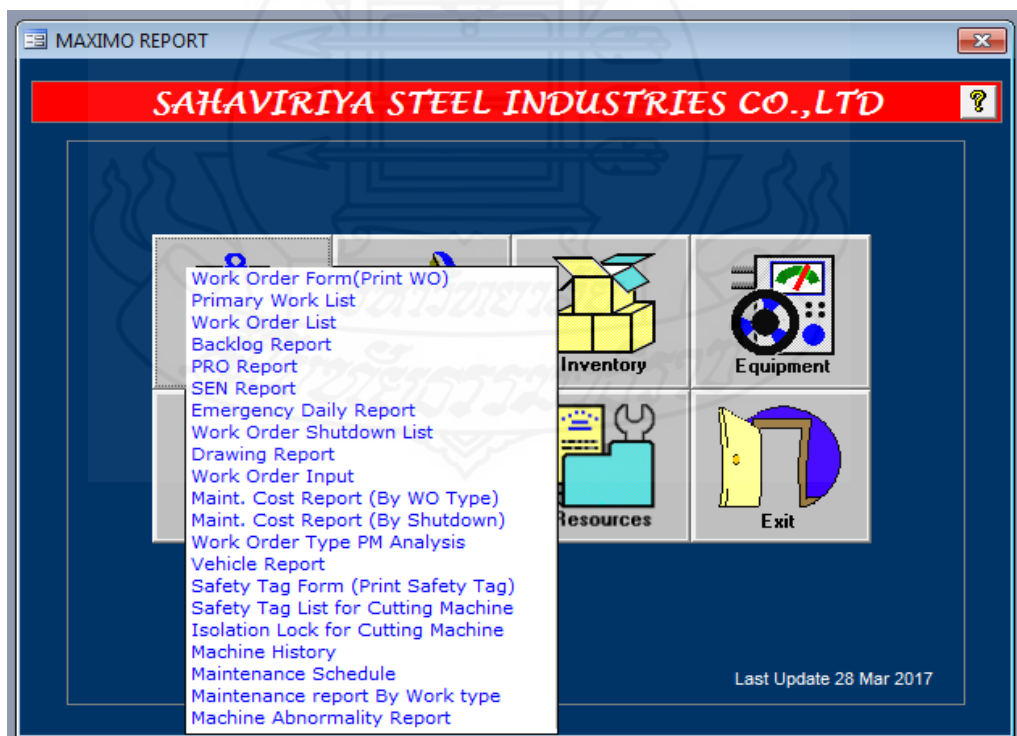 MAXIMO REPORT
SAHAVIRIYA STEEL INDUSTRIES CO.,LTD
?
Work Order Form(Print WO)
Primary Work List
Work Order List
Backlog Report
PRO Report
SEN Report
Emergency Daily Report
Work Order Shutdown List
Drawing Report
Work Order Input
Maint. Cost Report (By WO Type)
Maint. Cost Report (By Shutdown)
Work Order Type PM Analysis
Vehicle Report
Safety Tag Form (Print Safety Tag)
Safety Tag List for Cutting Machine
Isolation Lock for Cutting Machine
Machine History
Maintenance Schedule
Maintenance report By Work type
Machine Abnormality Report
Inventory
Equipment
Resources
Exit
Last Update 28 Mar 2017